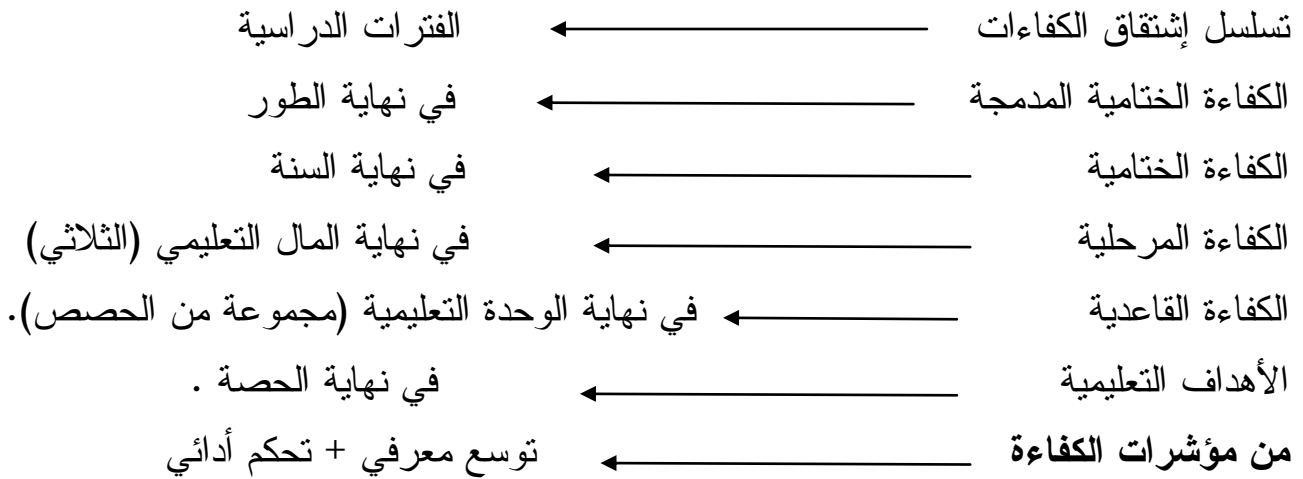 تسلسل إشتقاق الكفاءات الفترات الدراسية
الكفاءة الختامية المدمجة في نهاية الطور
الكفاءة الختامية في نهاية السنة
الكفاءة المرحلية في نهاية المال التعليمي (الثلاثي)
الكفاءة القاعدية في نهاية الوحدة التعليمية (مجموعة من الحصص).
الأهداف التعليمية في نهاية الحصة .
من مؤشرات الكفاءة توسع معرفي + تحكم أدائي